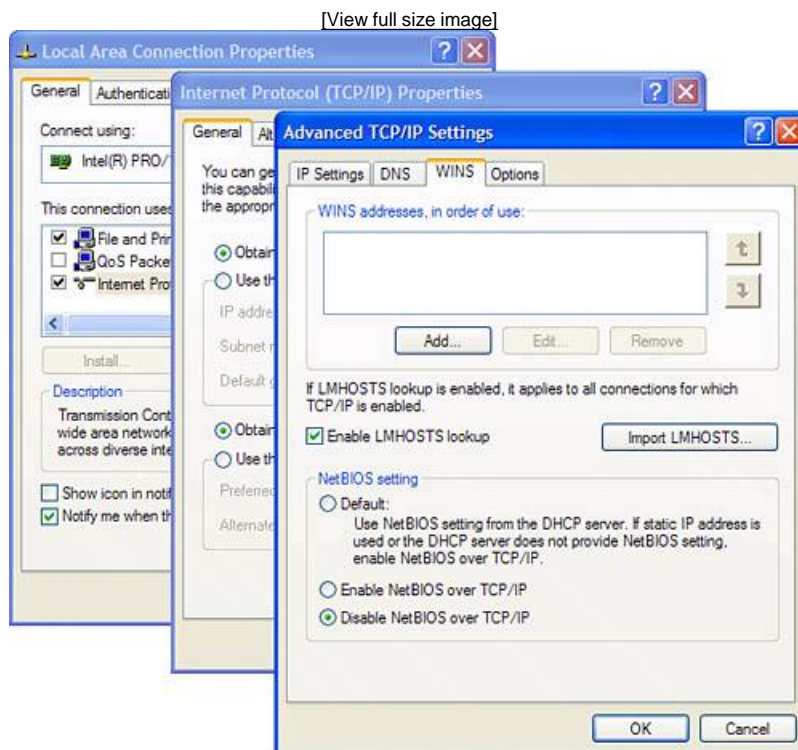 [View full size image]
Local Area Connection Properties
General
Connect using:
Intel(R) PRO/
This connection uses
File and Prin
QoS Packe
Internet Pro
Install...
Description
Transmission Cont
wide area network
across diverse inte
Show icon in notif
Notify me when th
Internet Protocol (TCP/IP) Properties
General
You can ge
this capabili
the appropr
Obtain
Use th
IP addre
Subnet
Default
Obtain
Use th
Preferred
Alternate
Advanced TCP/IP Settings
IP Settings DNS WINS Options
WINS addresses, in order of use:
Add... Edit... Remove
If LMHOSTS lookup is enabled, it applies to all connections for which
TCP/IP is enabled.
Enable LMHOSTS lookup
Import LMHOSTS...
NetBIOS setting
Default:
Use NetBIOS setting from the DHCP server. If static IP address is
used or the DHCP server does not provide NetBIOS setting,
enable NetBIOS over TCP/IP.
Enable NetBIOS over TCP/IP
Disable NetBIOS over TCP/IP
OK Cancel